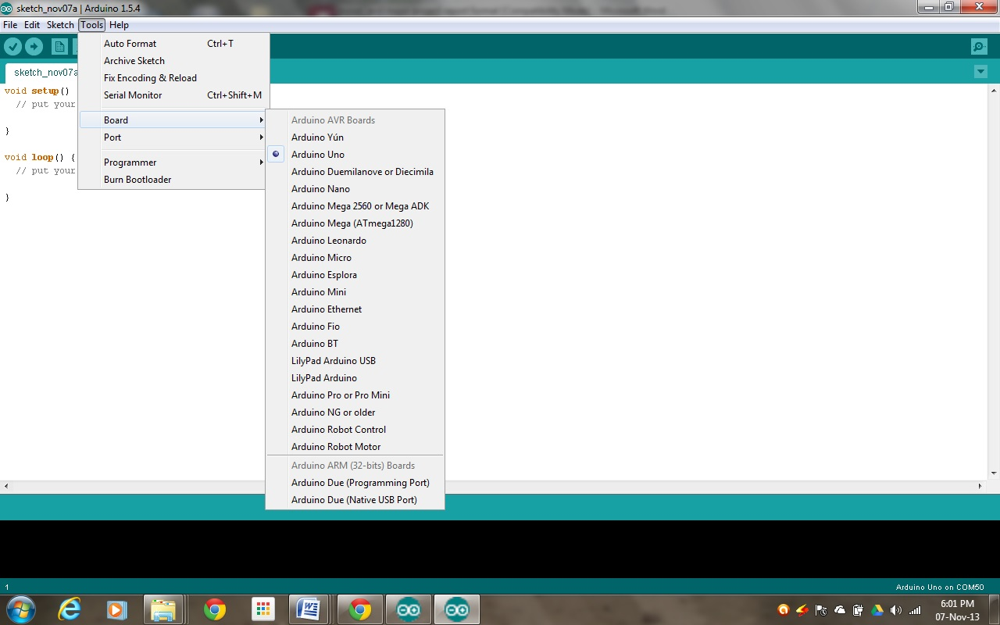 sketch_nov07a | Arduino 1.5.4
File Edit Sketch Tools Help
Auto Format Ctrl+T
Archive Sketch
Fix Encoding & Reload
Serial Monitor Ctrl+Shift+M
Board
Port
Programmer
Burn Bootloader
sketch_nov07a
void setup()
// put your
}
void loop() {
// put your
}
Arduino AVR Boards
Arduino Yún
Arduino Uno
Arduino Duemilanove or Diecimila
Arduino Nano
Arduino Mega 2560 or Mega ADK
Arduino Mega (ATmega1280)
Arduino Leonardo
Arduino Micro
Arduino Esplora
Arduino Mini
Arduino Ethernet
Arduino Fio
Arduino BT
LilyPad Arduino USB
LilyPad Arduino
Arduino Pro or Pro Mini
Arduino NG or older
Arduino Robot Control
Arduino Robot Motor
Arduino ARM (32-bits) Boards
Arduino Due (Programming Port)
Arduino Due (Native USB Port)
1
Arduino Uno on COM50
6:01 PM
07-Nov-13